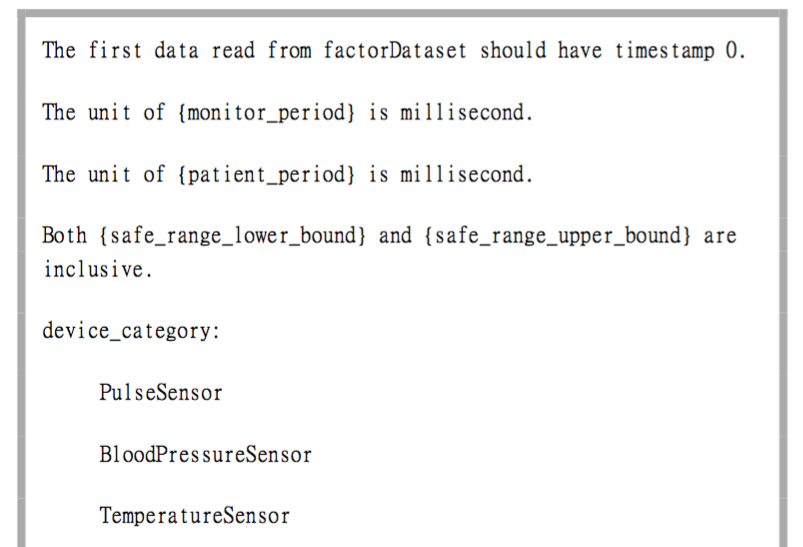 The first data read from factorDataset should have timestamp 0.
The unit of {monitor_period} is millisecond.
The unit of {patient_period} is millisecond.
Both {safe_range_lower_bound} and {safe_range_upper_bound} are
inclusive.
device_category:
PulseSensor
BloodPressureSensor
TemperatureSensor